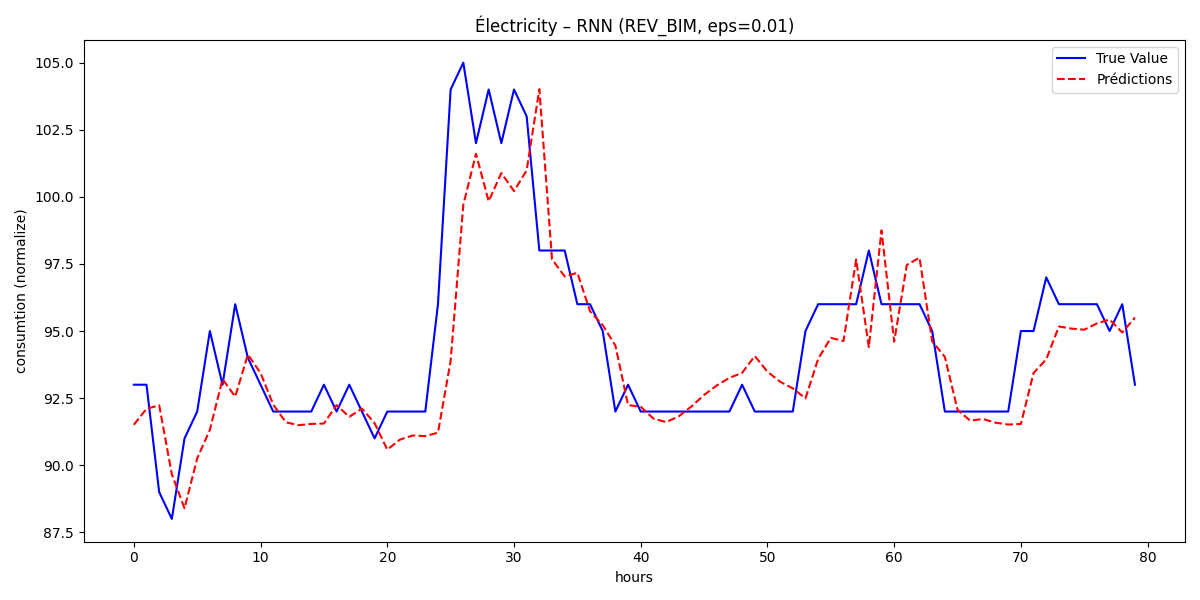 Électricity – RNN (REV_BIM, eps=0.01)
True Value
Prédictions
consumtion (normalize)
105.0
102.5
100.0
97.5
95.0
92.5
90.0
87.5
0 10 20 30 40 50 60 70 80
hours